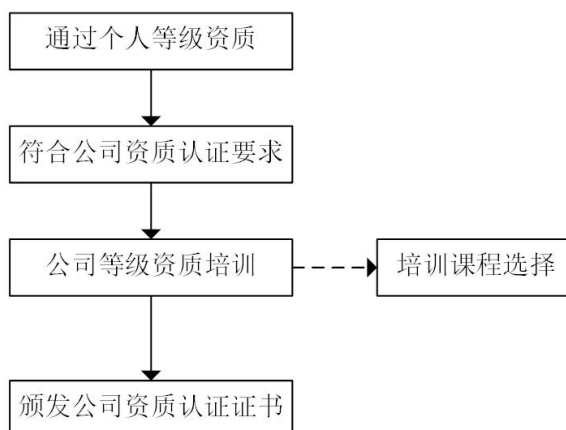 通过个人等级资质
符合公司资质认证要求
公司等级资质培训
培训课程选择
颁发公司资质认证证书